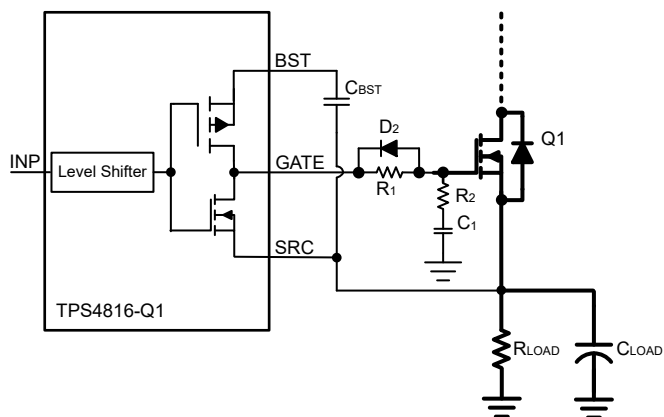 BST
CBST
D2
Q1
INP
Level Shifter
GATE
R1
R2
C1
SRC
TPS4816-Q1
RLOAD
CLOAD